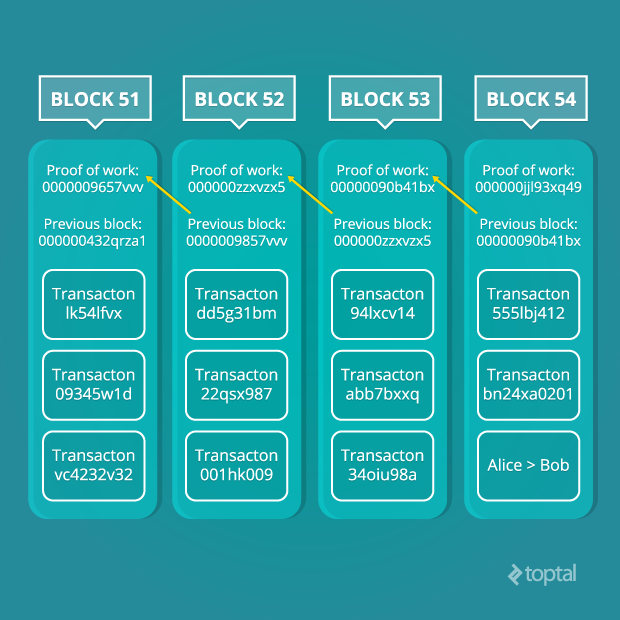 BLOCK 51
Proof of work:
0000009657vvv
Previous block:
000000432qrza1
Transacton
lk54lfvx
Transacton
09345w1d
Transacton
vc4232v32
BLOCK 52
Proof of work:
000000zzxvzx5
Previous block:
0000009857vvv
Transacton
dd5g31bm
Transacton
22qsx987
Transacton
001hk009
BLOCK 53
Proof of work:
00000090b41bx
Previous block:
000000zzxvzx5
Transacton
94lxcv14
Transacton
abb7bxxq
Transacton
34oiu98a
BLOCK 54
Proof of work:
000000jjl93xq49
Previous block:
00000090b41bx
Transacton
555lbj412
Transacton
bn24xa0201
Alice > Bob
toptal